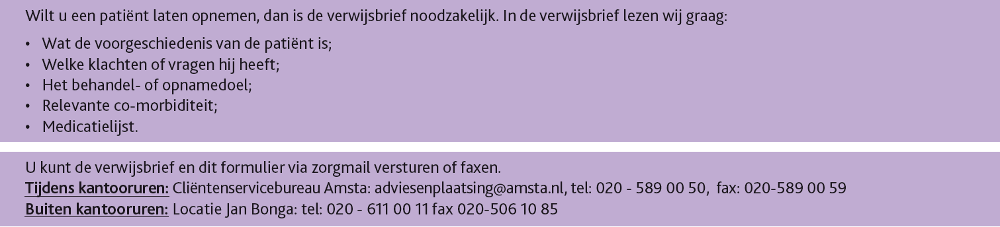 Wilt u een patiënt laten opnemen, dan is de verwijsbrief noodzakelijk. In de verwijsbrief lezen wij graag:
• Wat de voorgeschiedenis van de patiënt is;
• Welke klachten of vragen hij heeft;
• Het behandel- of opnamedoel;
• Relevante co-morbiditeit;
• Medicatielijst.
U kunt de verwijsbrief en dit formulier via zorgmail versturen of faxen.
Tijdens kantooruren: Cliëntenservicebureau Amsta: adviesenplaatsing@amsta.nl, tel: 020 - 589 00 50, fax: 020-589 00 59
Buiten kantooruren: Locatie Jan Bonga: tel: 020 - 611 00 11 fax 020-506 10 85